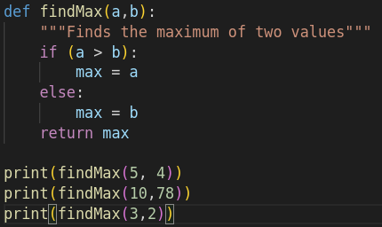 def findMax(a,b):
    """Finds the maximum of two values"""
    if (a > b):
        max = a
    else:
        max = b
    return max

print(findMax(5, 4))
print(findMax(10,78))
print(findMax(3,2))